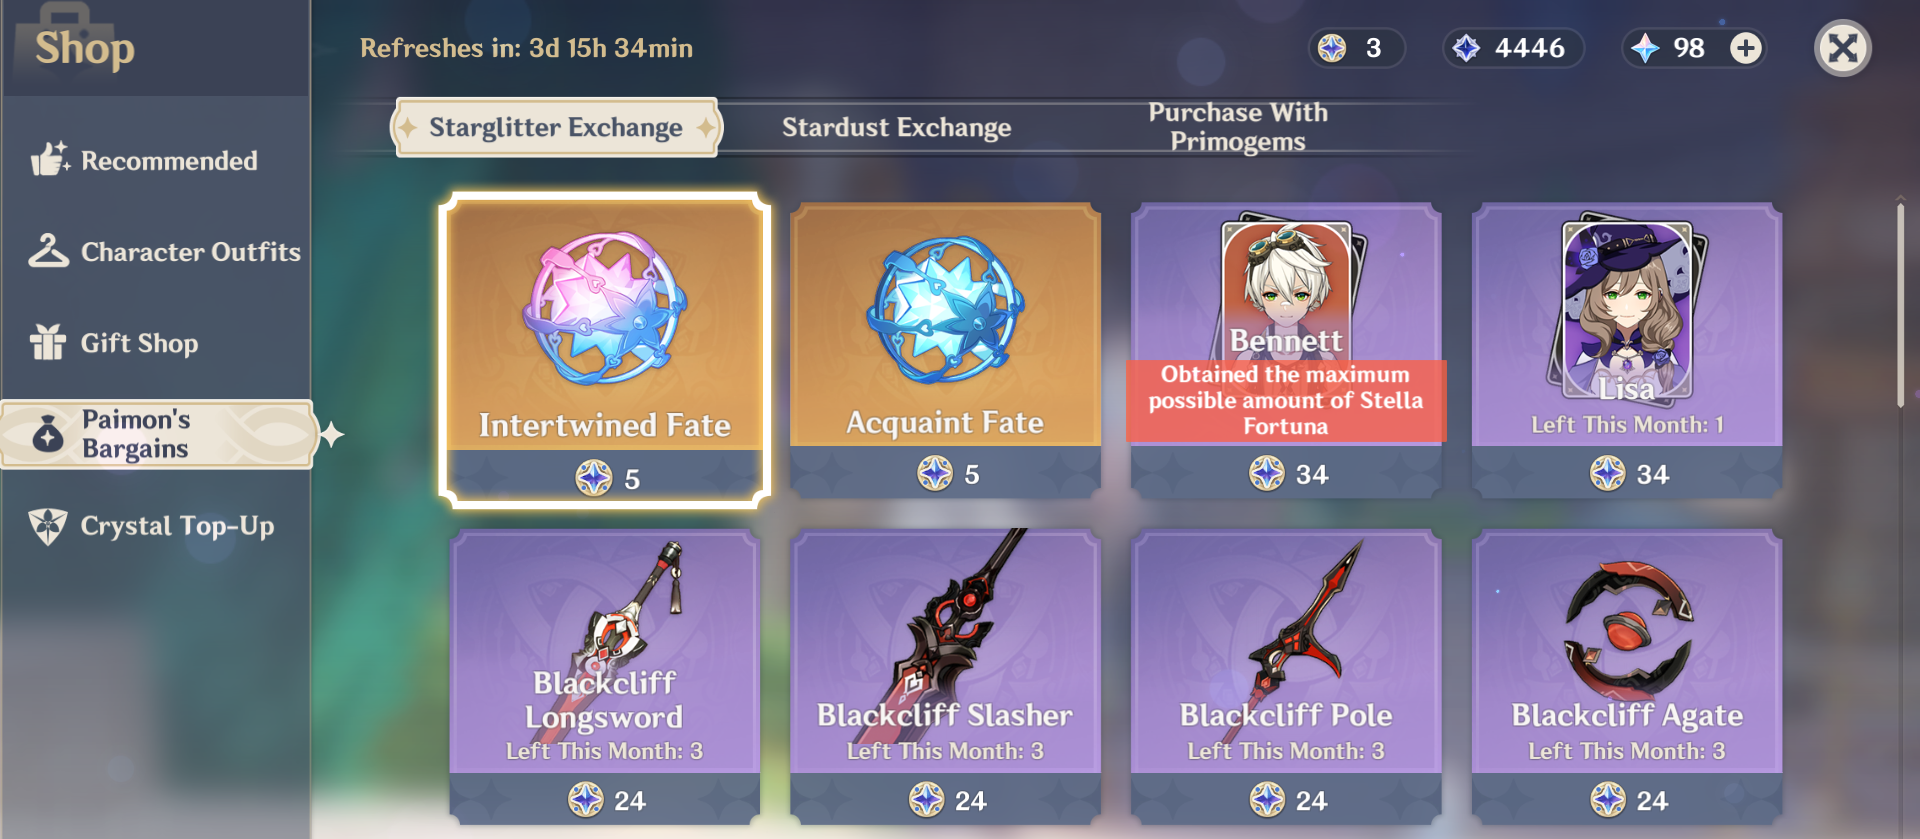 Shop
Refreshes in: 3d 15h 34min
3
4446
98
Recommended
Character Outfits
Gift Shop
Paimon's
Bargains
Crystal Top-Up
Starglitter Exchange
Stardust Exchange
Purchase With
Primogems
Intertwined Fate
5
Acquaint Fate
5
Bennett
Obtained the maximum
possible amount of Stella
Fortuna
34
Lisa
Left This Month: 1
34
Blackcliff
Longsword
Left This Month: 3
24
Blackcliff Slasher
Left This Month: 3
24
Blackcliff Pole
Left This Month: 3
24
Blackcliff Agate
Left This Month: 3
24